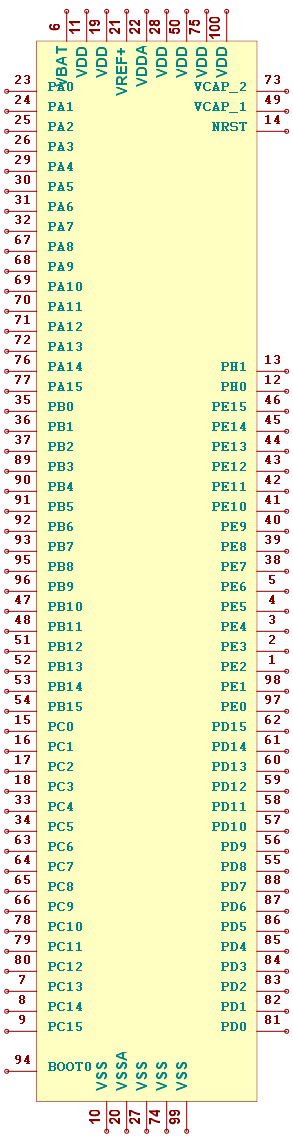 6 11 19 21 22 28 50 75 100
VBAT VDD VDD VREF+ VDDA VDD VDD VDD VDD
23 PA0 VCAP_2 73
24 PA1 VCAP_1 49
25 PA2 NRST 14
26 PA3
29 PA4
30 PA5
31 PA6
32 PA7
67 PA8
68 PA9
69 PA10
70 PA11
71 PA12
72 PA13
76 PA14 PH1 13
77 PA15 PH0 12
35 PB0 PE15 46
36 PB1 PE14 45
37 PB2 PE13 44
89 PB3 PE12 43
90 PB4 PE11 42
91 PB5 PE10 41
92 PB6 PE9 40
93 PB7 PE8 39
95 PB8 PE7 38
96 PB9 PE6 5
47 PB10 PE5 4
48 PB11 PE4 3
51 PB12 PE3 2
52 PB13 PE2 1
53 PB14 PE1 98
54 PB15 PE0 97
15 PC0 PD15 62
16 PC1 PD14 61
17 PC2 PD13 60
18 PC3 PD12 59
33 PC4 PD11 58
34 PC5 PD10 57
63 PC6 PD9 56
64 PC7 PD8 55
65 PC8 PD7 88
66 PC9 PD6 87
78 PC10 PD5 86
79 PC11 PD4 85
80 PC12 PD3 84
7 PC13 PD2 83
8 PC14 PD1 82
9 PC15 PD0 81
94 BOOT0
VSS VSSA VSS VSS VSS
10 20 27 74 99